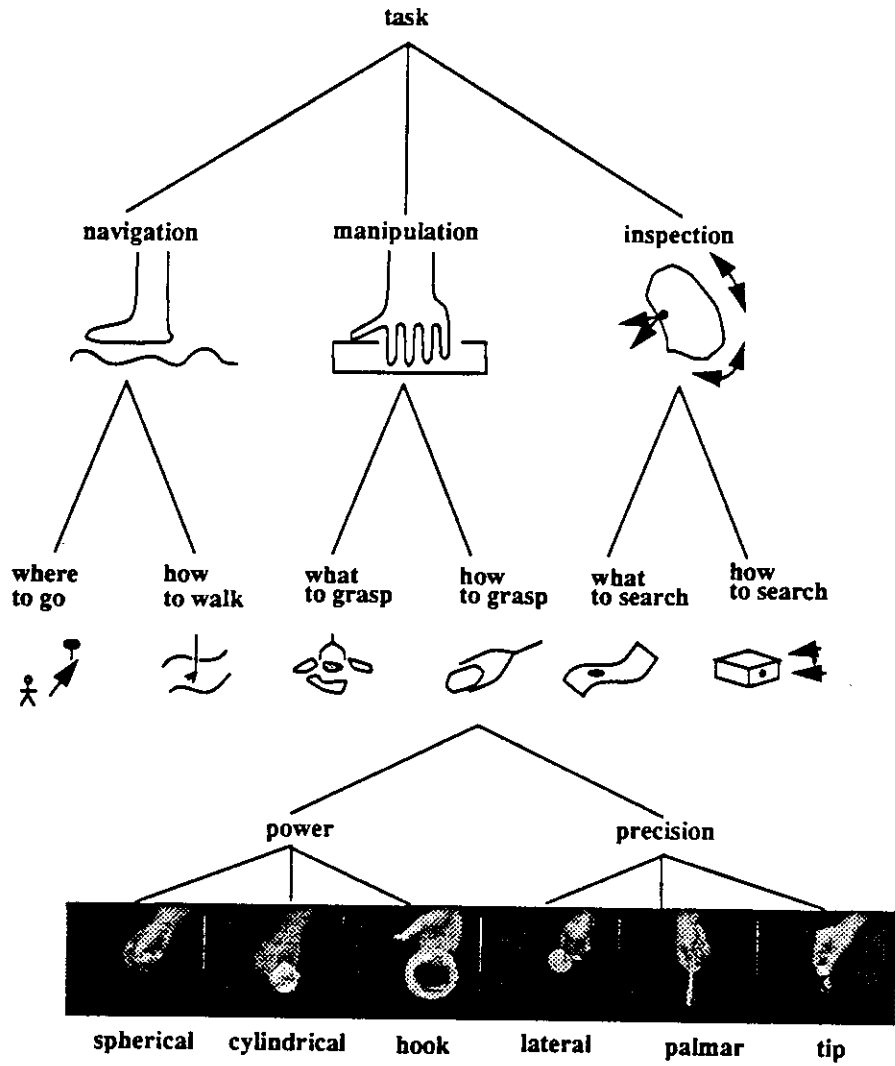 task
navigation
manipulation
inspection
where
to go
how
to walk
what
to grasp
how
to grasp
what
to search
how
to search
power
precision
spherical
cylindrical
hook
lateral
palmar
tip